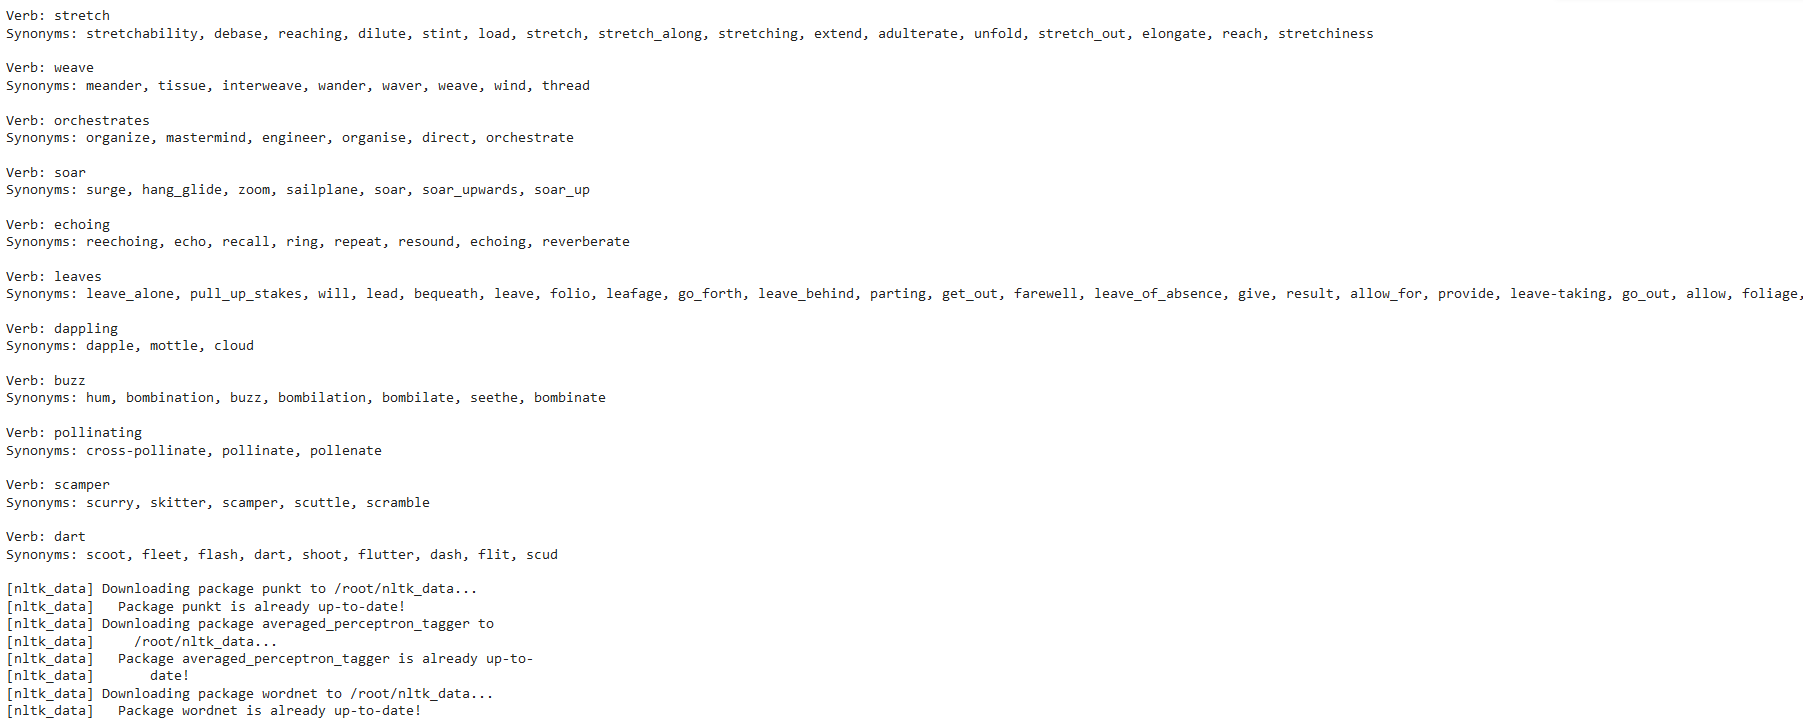 Verb: stretch
Synonyms: stretchability, debase, reaching, dilute, stint, load, stretch, stretch_along, stretching, extend, adulterate, unfold, stretch_out, elongate, reach, stretchiness
Verb: weave
Synonyms: meander, tissue, interweave, wander, waver, weave, wind, thread
Verb: orchestrates
Synonyms: organize, mastermind, engineer, organise, direct, orchestrate
Verb: soar
Synonyms: surge, hang_glide, zoom, sailplane, soar, soar_upwards, soar_up
Verb: echoing
Synonyms: reechoing, echo, recall, ring, repeat, resound, echoing, reverberate
Verb: leaves
Synonyms: leave_alone, pull_up_stakes, will, lead, bequeath, leave, folio, leafage, go_forth, leave_behind, parting, get_out, farewell, leave_of_absence, give, result, allow_for, provide, leave-taking, go_out, allow, foliage,
Verb: dappling
Synonyms: dapple, mottle, cloud
Verb: buzz
Synonyms: hum, bombination, buzz, bombilation, bombilate, seethe, bombinate
Verb: pollinating
Synonyms: cross-pollinate, pollinate, pollenate
Verb: scamper
Synonyms: scurry, skitter, scamper, scuttle, scramble
Verb: dart
Synonyms: scoot, fleet, flash, dart, shoot, flutter, dash, flit, scud
[nltk_data] Downloading package punkt to /root/nltk_data...
[nltk_data]   Package punkt is already up-to-date!
[nltk_data] Downloading package averaged_perceptron_tagger to
[nltk_data]     /root/nltk_data...
[nltk_data]   Package averaged_perceptron_tagger is already up-to-
[nltk_data]       date!
[nltk_data] Downloading package wordnet to /root/nltk_data...
[nltk_data]   Package wordnet is already up-to-date!